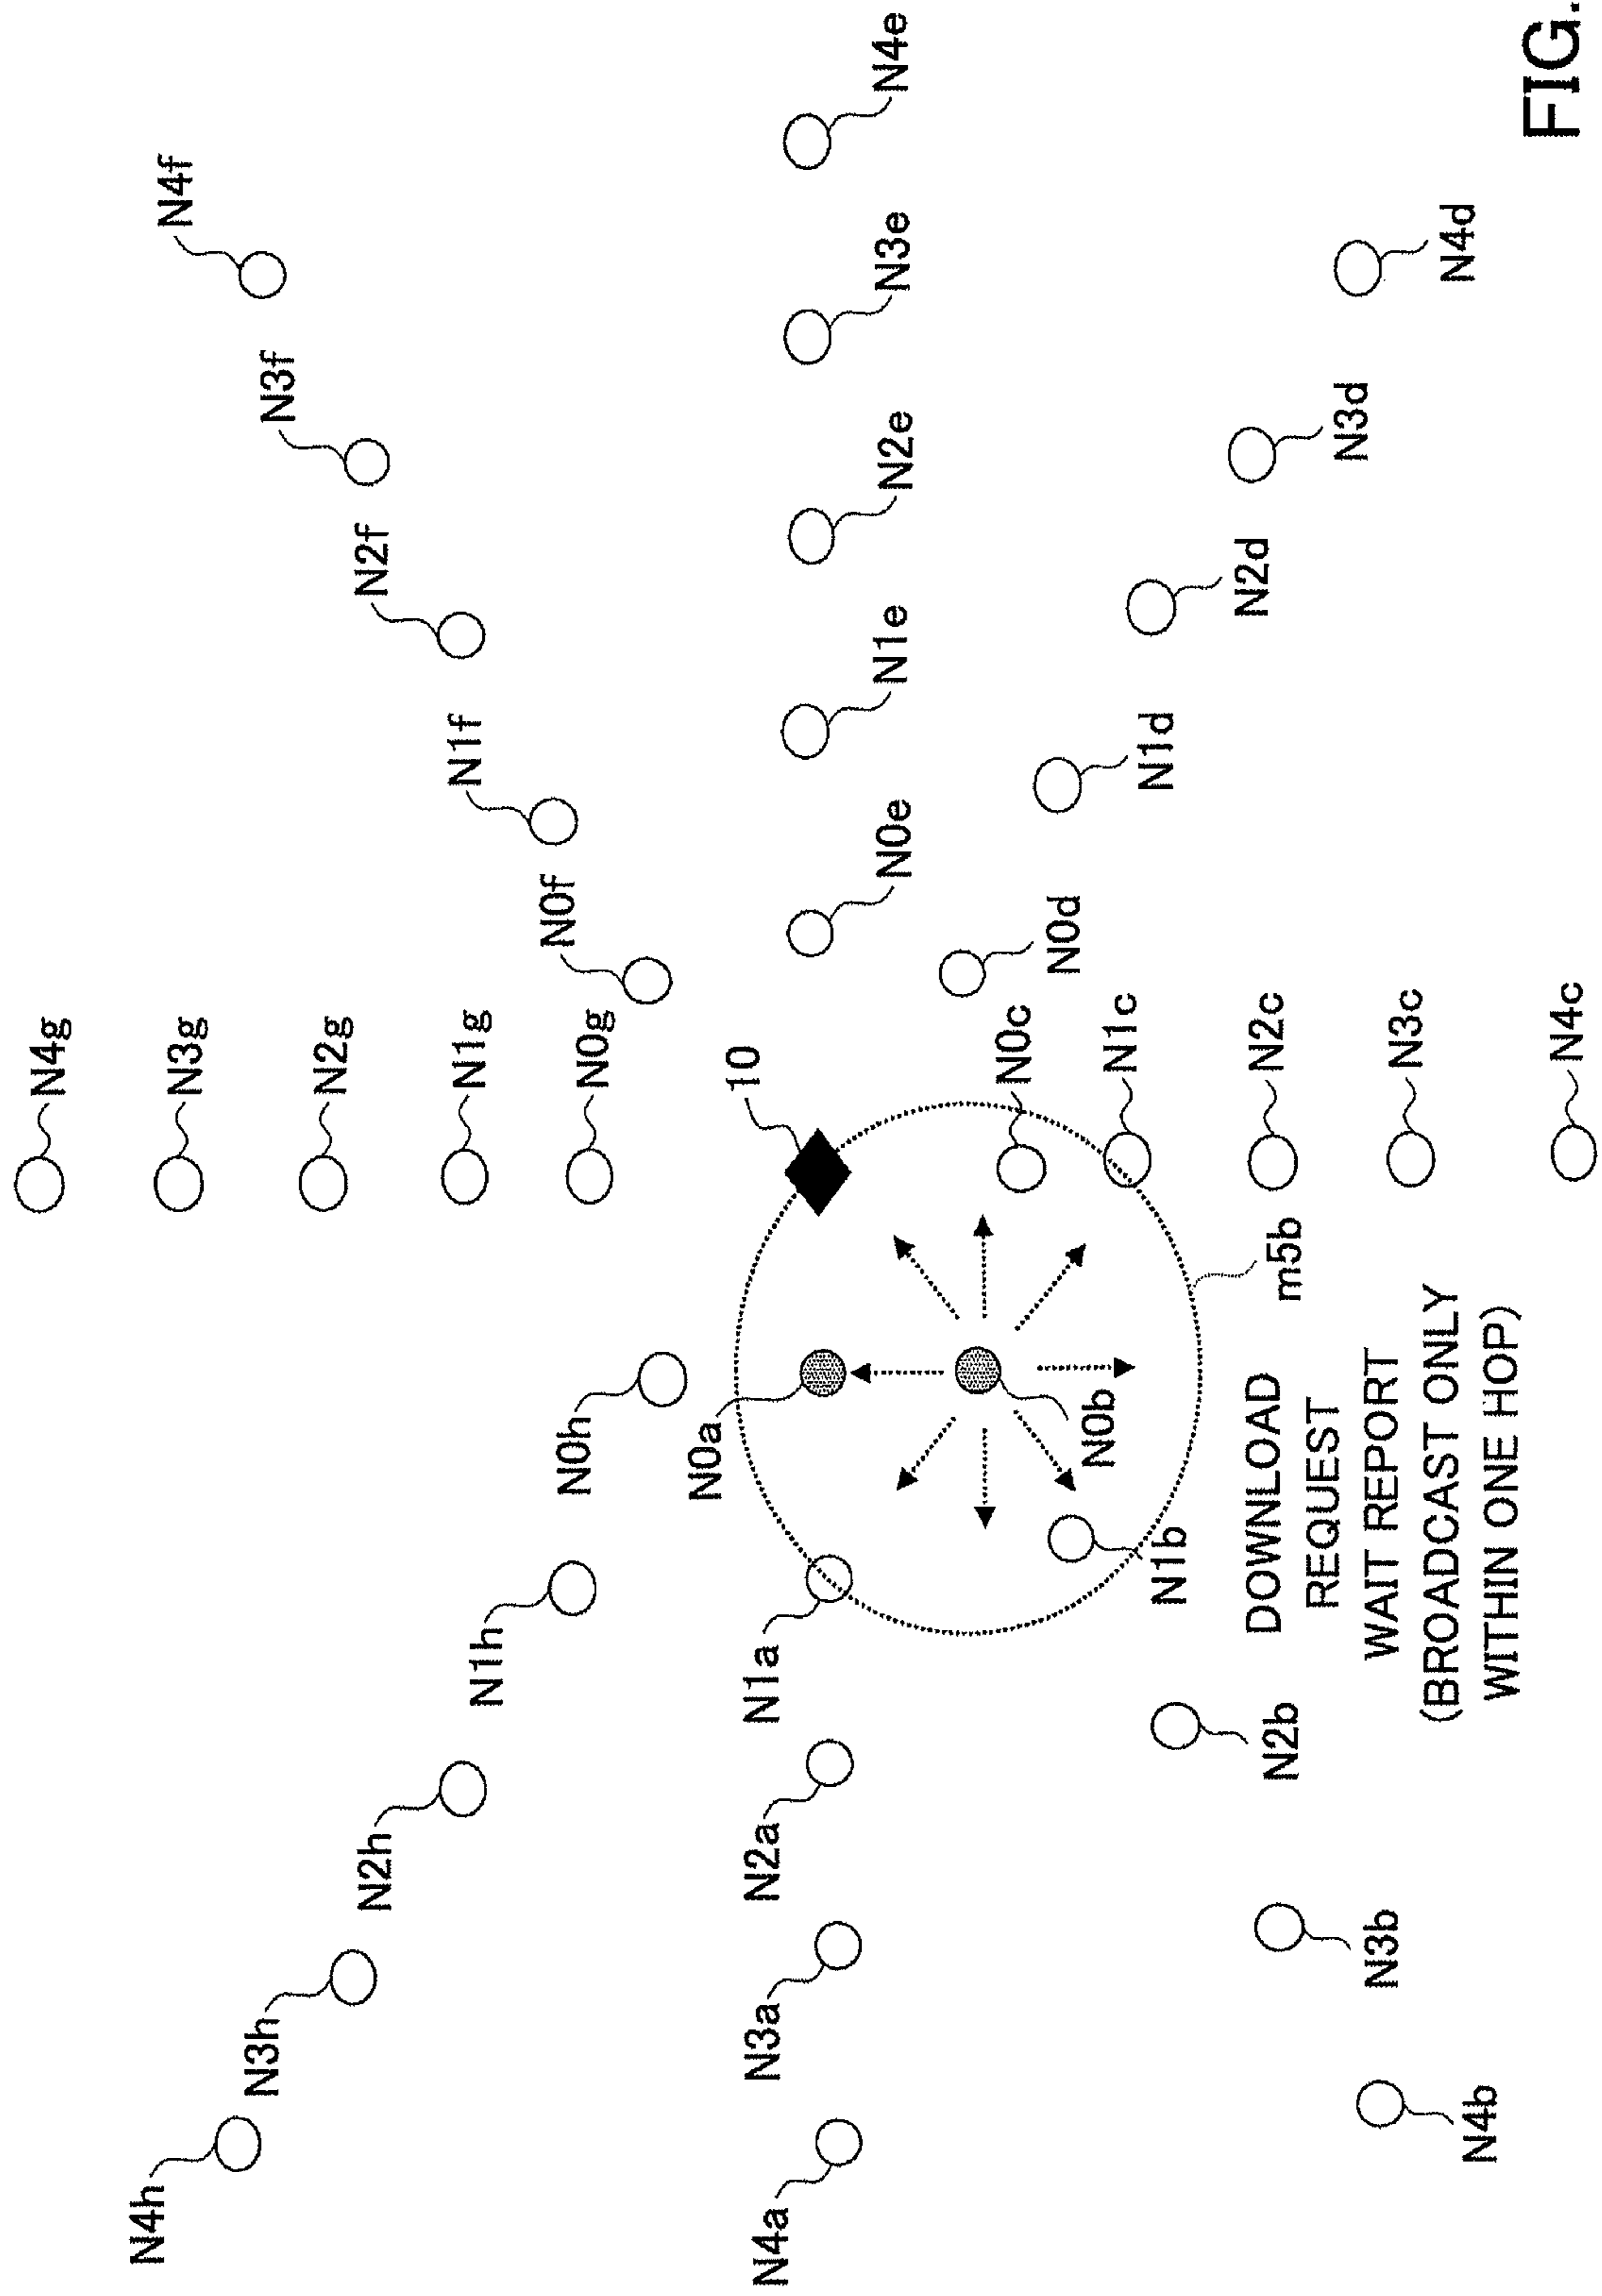 N4h
N3h
N2h
N1h
N0h
N4g
N3g
N2g
N1g
N0g
N4f
N3f
N2f
N1f
N0f
N4a
N3a
N2a
N1a
N0a
10
N0e
N1e
N2e
N3e
N4e
N4b
N3b
N2b
N1b
N0b
N0c
N1c
N2c
N3c
N4c
N0d
N1d
N2d
N3d
N4d
m5b
DOWNLOAD
REQUEST
WAIT REPORT
(BROADCAST ONLY
WITHIN ONE HOP)
FIG.